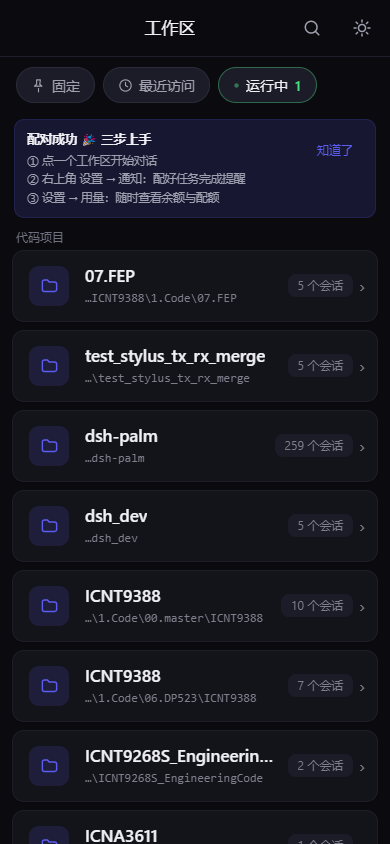 工作区
固定
最近访问
运行中 1
配对成功 🎉 三步上手
知道了
① 点一个工作区开始对话
② 右上角 设置 → 通知：配好任务完成提醒
③ 设置 → 用量：随时查看余额与配额
代码项目
07.FEP
…ICNT9388\1.Code\07.FEP
5 个会话
test_stylus_tx_rx_merge
…\test_stylus_tx_rx_merge
5 个会话
dsh-palm
…dsh-palm
259 个会话
dsh_dev
…dsh_dev
5 个会话
ICNT9388
…\1.Code\00.master\ICNT9388
10 个会话
ICNT9388
…\1.Code\06.DP523\ICNT9388
7 个会话
ICNT9268S_Engineerin...
…\ICNT9268S_EngineeringCode
2 个会话
ICNA3611